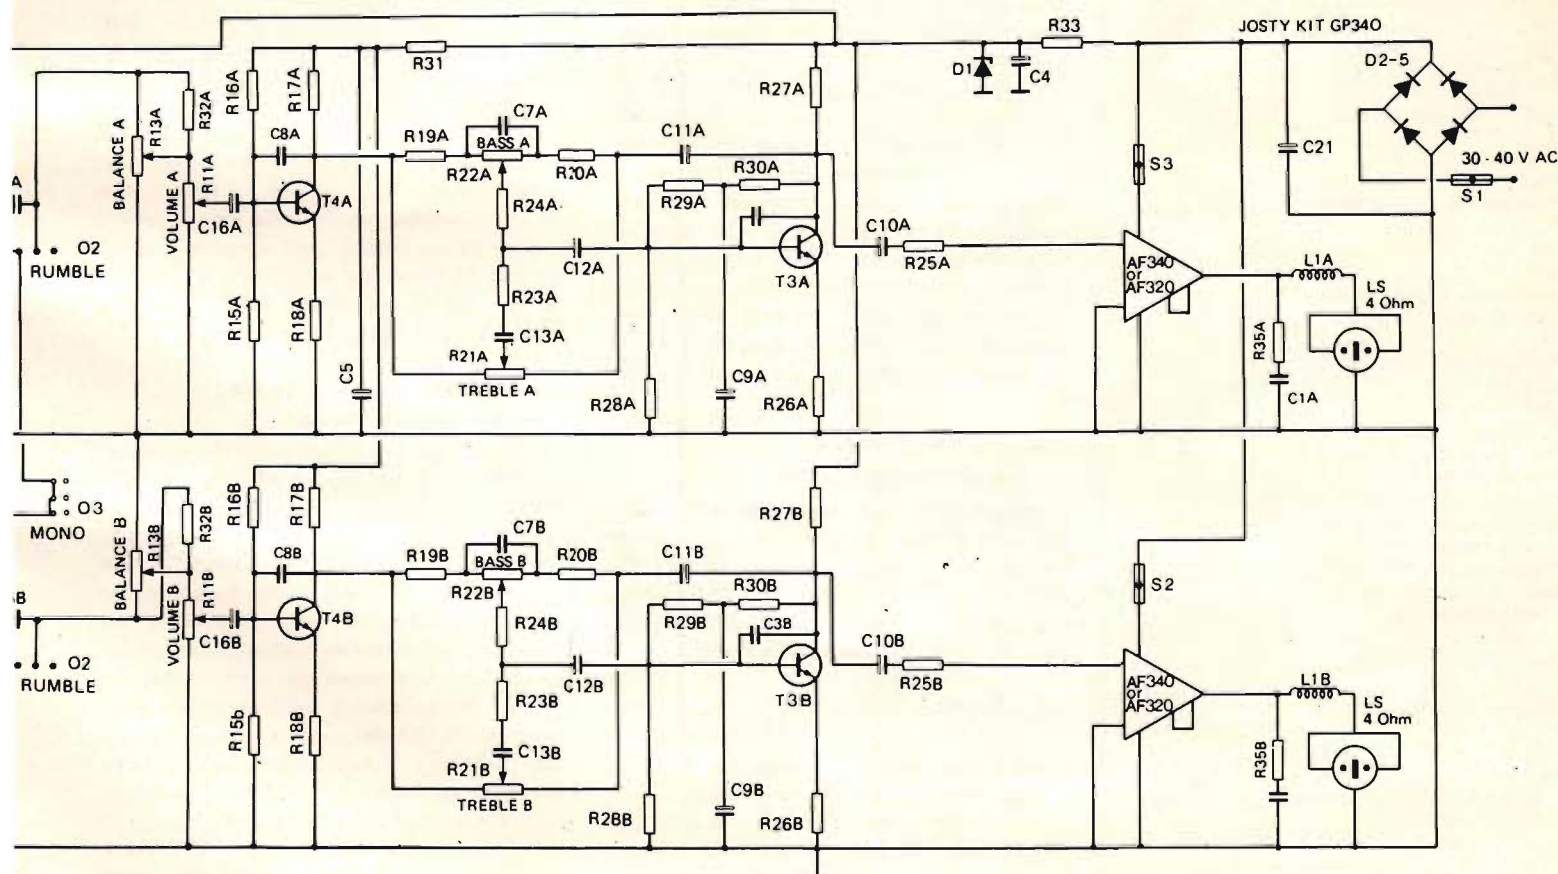 JOSTY KIT GP340
R33
R31
D1
C4
D2-5
R16A
R17A
R32A
R13A
BALANCE A
R27A
C7A
C8A
R19A
BASS A
R22A
R20A
C11A
R30A
R29A
S3
C21
30-40 V AC
S1
A
VOLUME A
R11A
C16A
T4A
R24A
C12A
T3A
C10A
R25A
AF340
or
AF320
L1A
LS
4 Ohm
O2
RUMBLE
R15A
R18A
R23A
C13A
R21A
TREBLE A
C5
R28A
C9A
R26A
R35A
C1A
O3
MONO
R16B
R17B
R32B
R13B
BALANCE B
R27B
C7B
C8B
R19B
BASS B
R22B
R20B
C11B
R30B
R29B
C3B
S2
B
VOLUME B
R11B
C16B
T4B
R24B
C12B
T3B
C10B
R25B
AF340
or
AF320
L1B
LS
4 Ohm
O2
RUMBLE
R15b
R18B
R23B
C13B
R21B
TREBLE B
R28B
C9B
R26B
R35B